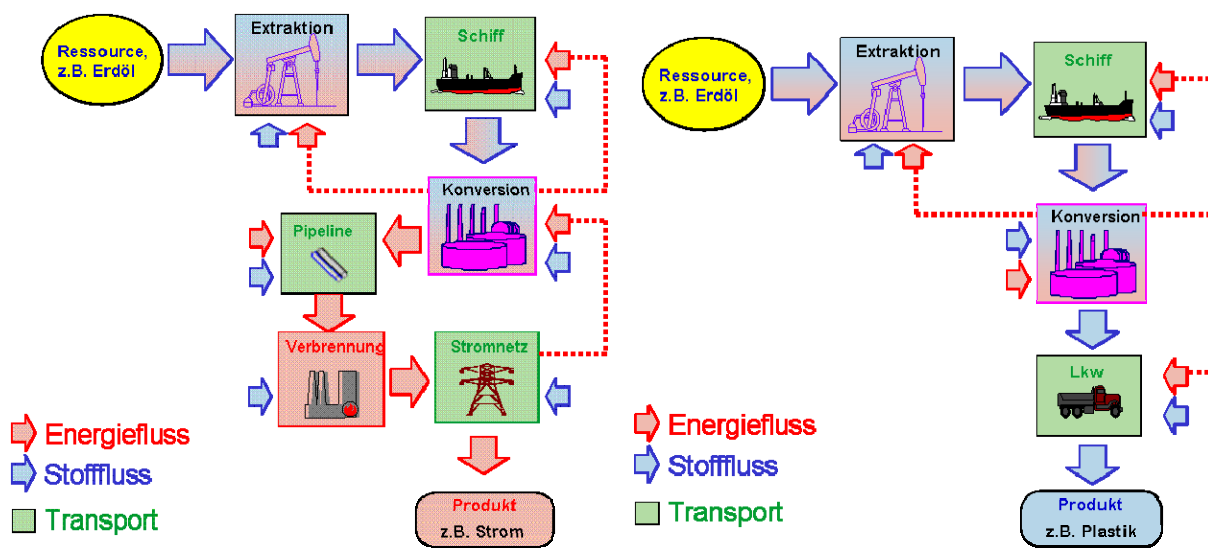 Ressource,
z.B. Erdöl
Extraktion
Schiff
Konversion
Pipeline
Verbrennung
Stromnetz
Energiefluss
Stofffluss
Transport
Produkt
z.B. Strom
Ressource,
z.B. Erdöl
Extraktion
Schiff
Konversion
Lkw
Energiefluss
Stofffluss
Transport
Produkt
z.B. Plastik